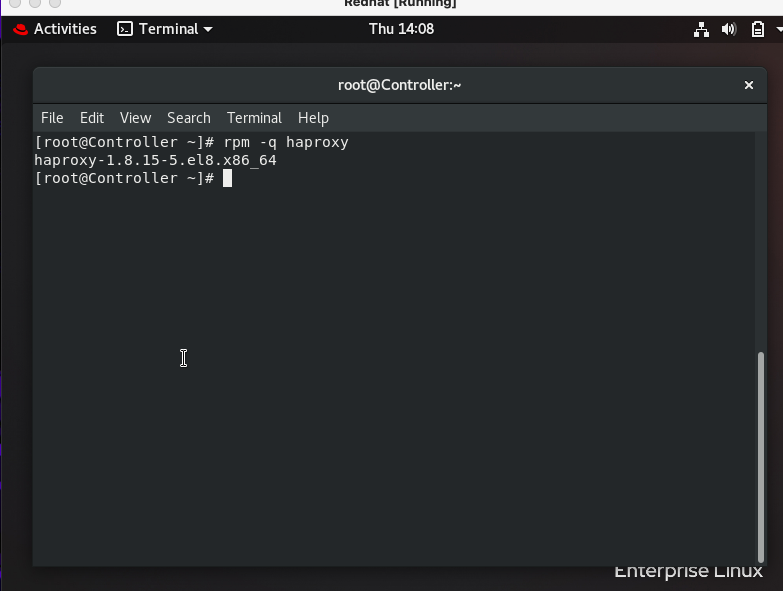 Redhat [Running]
Activities Terminal Thu 14:08
root@Controller:~
File Edit View Search Terminal Help
[root@Controller ~]# rpm -q haproxy
haproxy-1.8.15-5.el8.x86_64
[root@Controller ~]#
Enterprise Linux